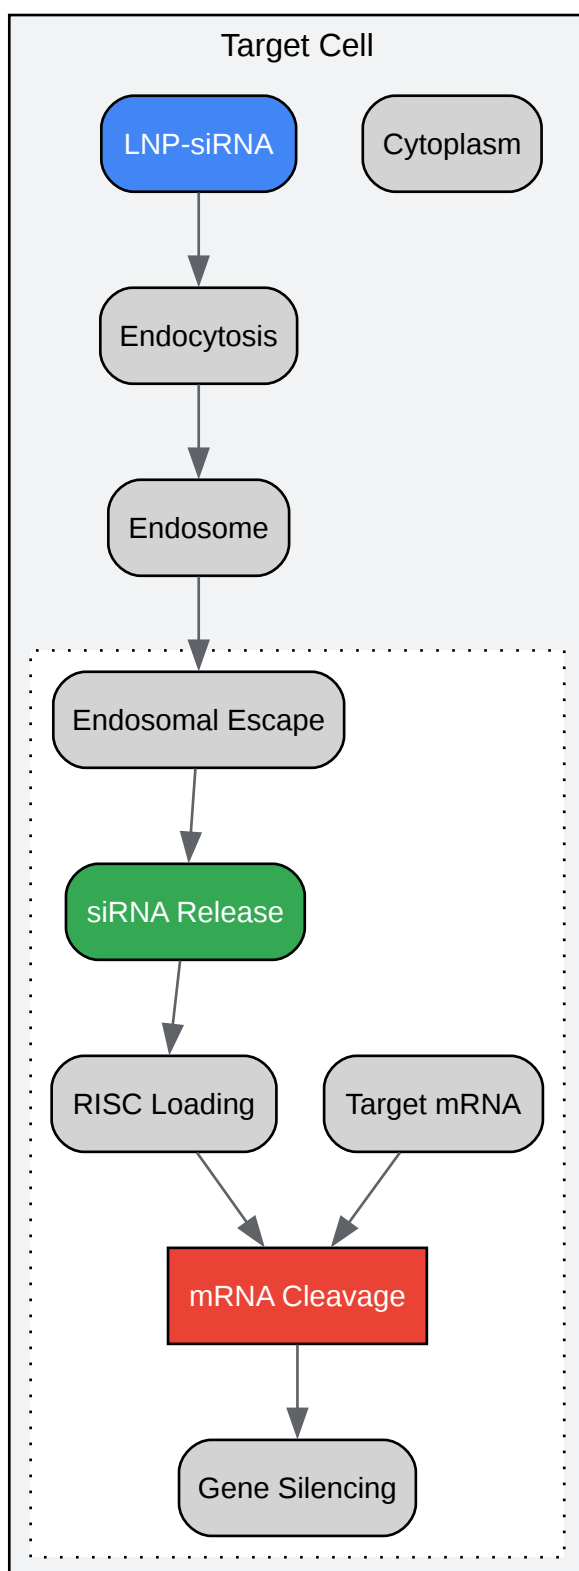 Target Cell
LNP-siRNA
Cytoplasm
Endocytosis
Endosome
Endosomal Escape
siRNA Release
RISC Loading
Target mRNA
mRNA Cleavage
Gene Silencing